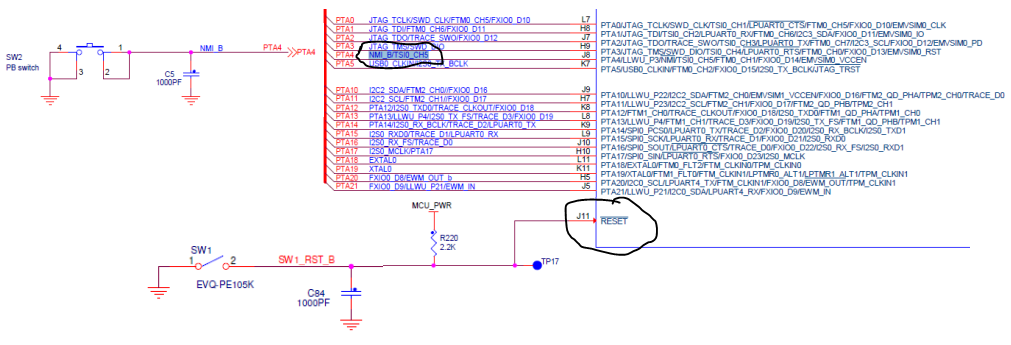 PTA0 JTAG_TCLK/SWD_CLK/FTM0_CH5/FXIO0_D10 L7 PTA0/JTAG_TCLK/SWD_CLK/TSI0_CH1/LPUART0_CTS/FTM0_CH5/FXIO0_D10/EMVSIM0_CLK
PTA1 JTAG_TDI/FTM0_CH6/FXIO0_D11 H8 PTA1/JTAG_TDI/TSI0_CH2/LPUART0_RX/FTM0_CH6/I2C3_SDA/FXIO0_D11/EMVSIM0_IO
PTA2 JTAG_TDO/TRACE_SWO/FXIO0_D12 J7 PTA2/JTAG_TDO/TRACE_SWO/TSI0_CH3/LPUART0_TX/FTM0_CH7/I2C3_SCL/FXIO0_D12/EMVSIM0_PD
PTA3 JTAG_TMS/SWD_DIO H9 PTA3/JTAG_TMS/SWD_DIO/TSI0_CH4/LPUART0_RTS/FTM0_CH0/FXIO0_D13/EMVSIM0_RST
PTA4 NMI_B/TSI0_CH5 J8 PTA4/LLWU_P3/NMI/TSI0_CH5/FTM0_CH1/FXIO0_D14/EMVSIM0_VCCEN
PTA5 USB0_CLKIN/I2S0_TX_BCLK K7 PTA5/USB0_CLKIN/FTM0_CH2/FXIO0_D15/I2S0_TX_BCLK/JTAG_TRST
SW2
PB switch
4 1
3 2
NMI_B PTA4 PTA4
C5
1000PF
PTA10 I2C2_SDA/FTM2_CH0//FXIO0_D16 J9 PTA10/LLWU_P22/I2C2_SDA/FTM2_CH0/EMVSIM1_VCCEN/FXIO0_D16/FTM2_QD_PHA/TPM2_CH0/TRACE_D0
PTA11 I2C2_SCL/FTM2_CH1/FXIO0_D17 H7 PTA11/LLWU_P23/I2C2_SCL/FTM2_CH1/FXIO0_D17/FTM2_QD_PHB/TPM2_CH1
PTA12 PTA12/I2S0_TXD0/TRACE_CLKOUT/FXIO0_D18 K8 PTA12/FTM1_CH0/TRACE_CLKOUT/FXIO0_D18/I2S0_TXD0/FTM1_QD_PHA/TPM1_CH0
PTA13 PTA13/LLWU_P4/I2S0_TX_FS/TRACE_D3/FXIO0_D19 L8 PTA13/LLWU_P4/FTM1_CH1/TRACE_D3/FXIO0_D19/I2S0_TX_FS/FTM1_QD_PHB/TPM1_CH1
PTA14 PTA14/I2S0_RX_BCLK/TRACE_D2/LPUART0_TX K9 PTA14/SPI0_PCS0/LPUART0_TX/TRACE_D2/FXIO0_D20/I2S0_RX_BCLK/I2S0_TXD1
PTA15 I2S0_RXD0/TRACE_D1/LPUART0_RX L9 PTA15/SPI0_SCK/LPUART0_RX/TRACE_D1/FXIO0_D21/I2S0_RXD0
PTA16 I2S0_RX_FS/TRACE_D0 J10 PTA16/SPI0_SOUT/LPUART0_CTS/TRACE_D0/FXIO0_D22/I2S0_RX_FS/I2S0_RXD1
PTA17 I2S0_MCLK/PTA17 H10 PTA17/SPI0_SIN/LPUART0_RTS/FXIO0_D23/I2S0_MCLK
PTA18 EXTAL0 L11 PTA18/EXTAL0/FTM0_FLT2/FTM_CLKIN0/TPM_CLKIN0
PTA19 XTAL0 K11 PTA19/XTAL0/FTM1_FLT0/FTM_CLKIN1/LPTMR0_ALT1/LPTMR1_ALT1/TPM_CLKIN1
PTA20 FXIO0_D8/EWM_OUT_b H5 PTA20/I2C0_SCL/LPUART4_TX/FTM_CLKIN1/FXIO0_D8/EWM_OUT/TPM_CLKIN1
PTA21 FXIO0_D9/LLWU_P21/EWM_IN J5 PTA21/LLWU_P21/I2C0_SDA/LPUART4_RX/FXIO0_D9/EWM_IN
MCU_PWR
J11 RESET
R220
2.2K
SW1
1 2 SW1_RST_B TP17
EVQ-PE105K
C84
1000PF